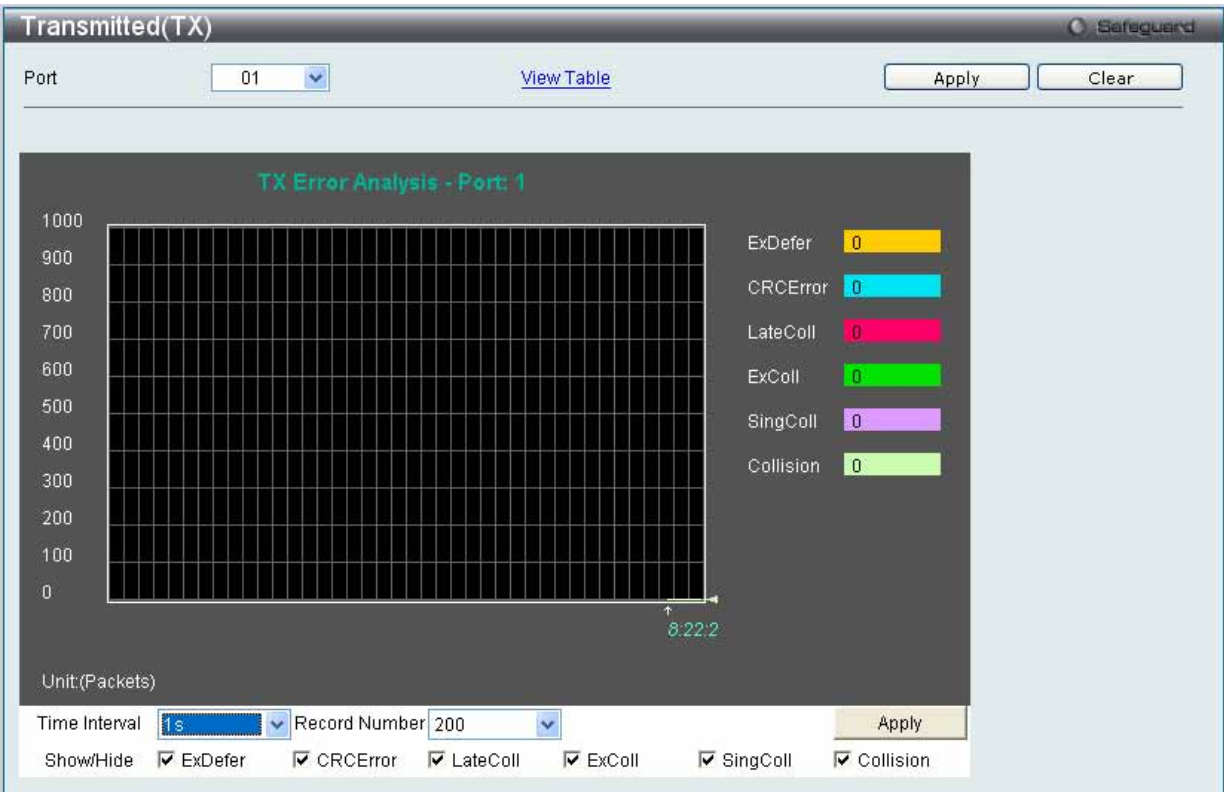 Transmitted(TX)
Safeguard
Port 01 View Table Apply Clear
TX Error Analysis - Port: 1
1000
900
800
700
600
500
400
300
200
100
0
ExDefer 0
CRCError 0
LateColl 0
ExColl 0
SingColl 0
Collision 0
8:22:2
Unit:(Packets)
Time Interval 1s Record Number 200 Apply
Show/Hide ExDefer CRCError LateColl ExColl SingColl Collision